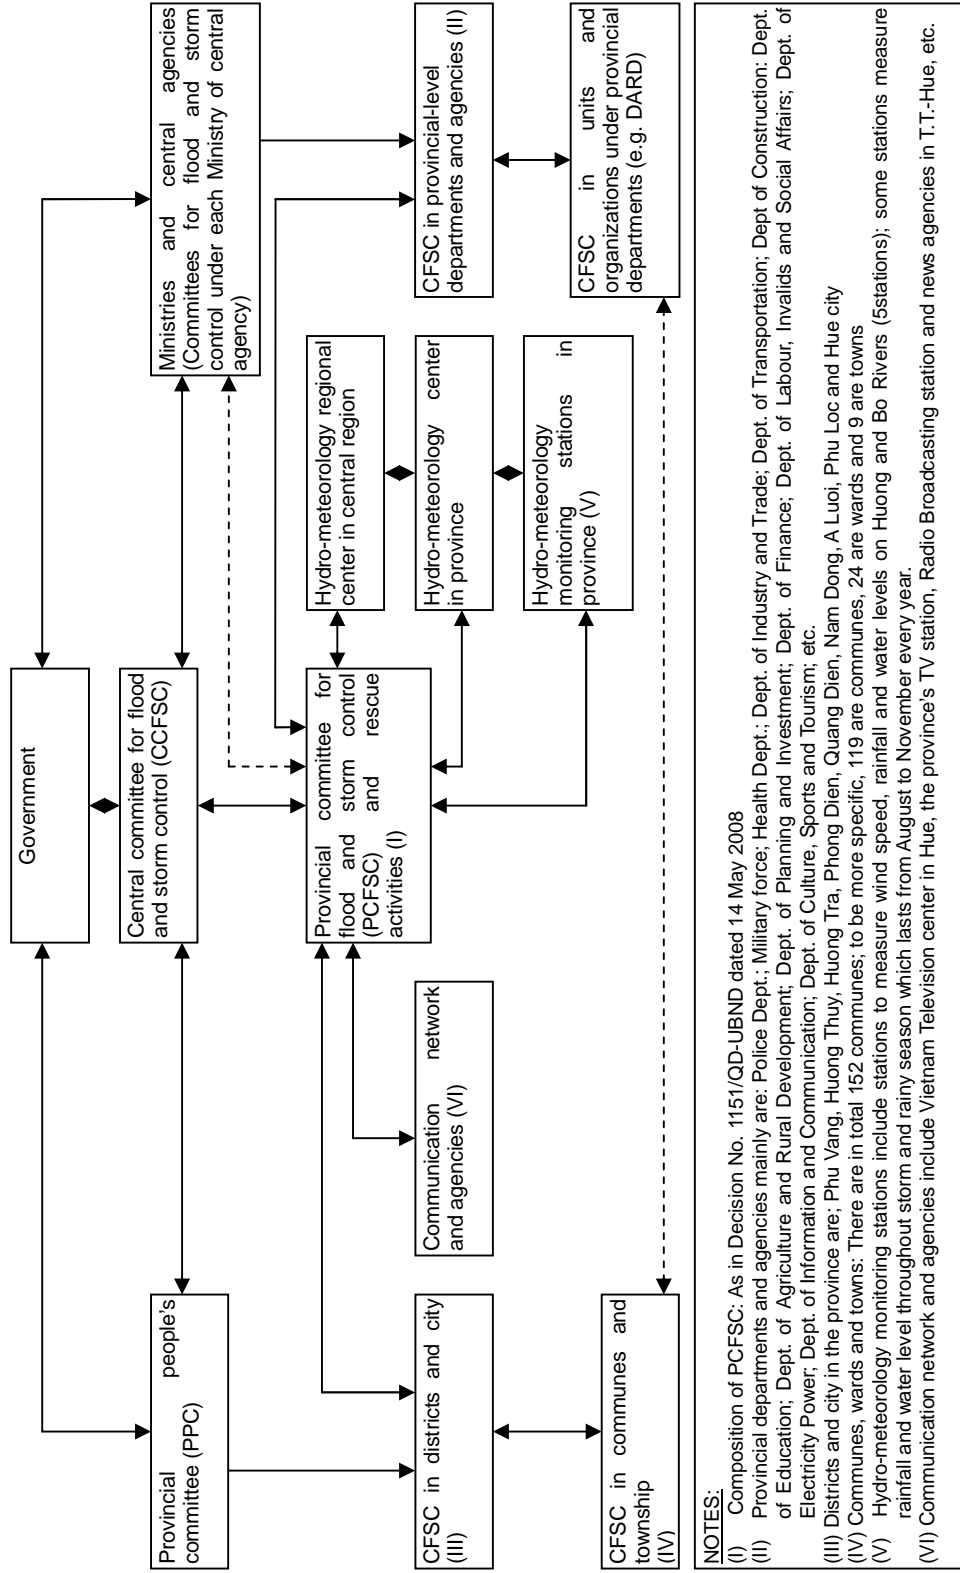 Government
Central committee for flood
and storm control (CCFSC)
Provincial people's
committee (PPC)
Ministries and central agencies
(Committees for flood and storm
control under each Ministry of central
agency)
Provincial committee for
flood and storm control
(PCFSC) and rescue
activities (I)
Hydro-meteorology regional
center in central region
Hydro-meteorology center
in province
Hydro-meteorology
monitoring stations in
province (V)
Communication network
and agencies (VI)
CFSC in districts and city
(III)
CFSC in communes and
township
(IV)
CFSC in provincial-level
departments and agencies (II)
CFSC in units and
organizations under provincial
departments (e.g. DARD)
NOTES:
(I) Composition of PCFSC: As in Decision No. 1151/QD-UBND dated 14 May 2008
(II) Provincial departments and agencies mainly are: Police Dept.; Military force; Health Dept.; Dept. of Industry and Trade; Dept. of Transportation; Dept of Construction: Dept.
of Education; Dept. of Agriculture and Rural Development; Dept. of Planning and Investment; Dept. of Finance; Dept. of Labour, Invalids and Social Affairs; Dept. of
Electricity Power; Dept. of Information and Communication; Dept. of Culture, Sports and Tourism; etc.
(III) Districts and city in the province are; Phu Vang, Huong Thuy, Huong Tra, Phong Dien, Quang Dien, Nam Dong, A Luoi, Phu Loc and Hue city
(IV) Communes, wards and towns: There are in total 152 communes; to be more specific, 119 are communes, 24 are wards and 9 are towns
(V) Hydro-meteorology monitoring stations include stations to measure wind speed, rainfall and water levels on Huong and Bo Rivers (5stations); some stations measure
rainfall and water level throughout storm and rainy season which lasts from August to November every year.
(VI) Communication network and agencies include Vietnam Television center in Hue, the province's TV station, Radio Broadcasting station and news agencies in T.T.-Hue, etc.